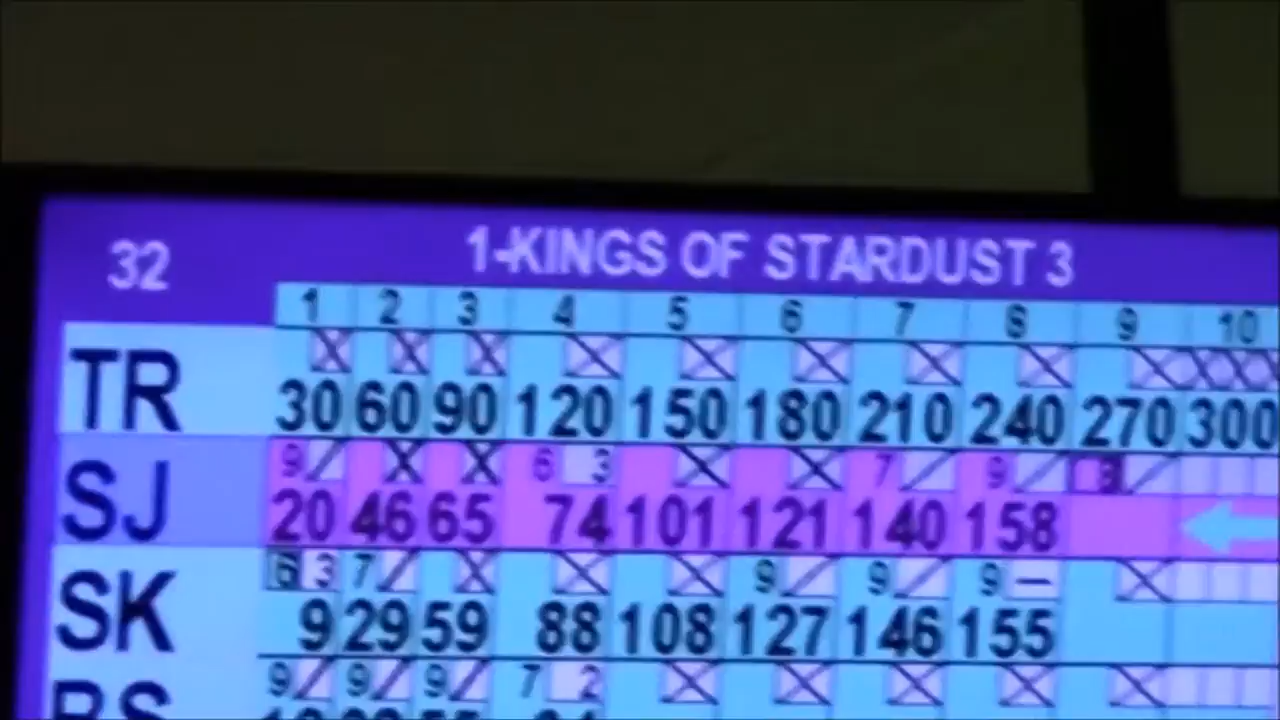 32 1-KINGS OF STARDUST 3
1 2 3 4 5 6 7 8 9 10
X X X X X X X X X X X X
TR 30 60 90 120 150 180 210 240 270 300
9 / X X 6 3 X X 7 / 9 / 8 /
SJ 20 46 65 74 101 121 140 158
6 3 7 / X X X 9 / 9 / 9 – X
SK 9 29 59 88 108 127 146 155
9 / 9 / 9 / 7 2 X X X X X